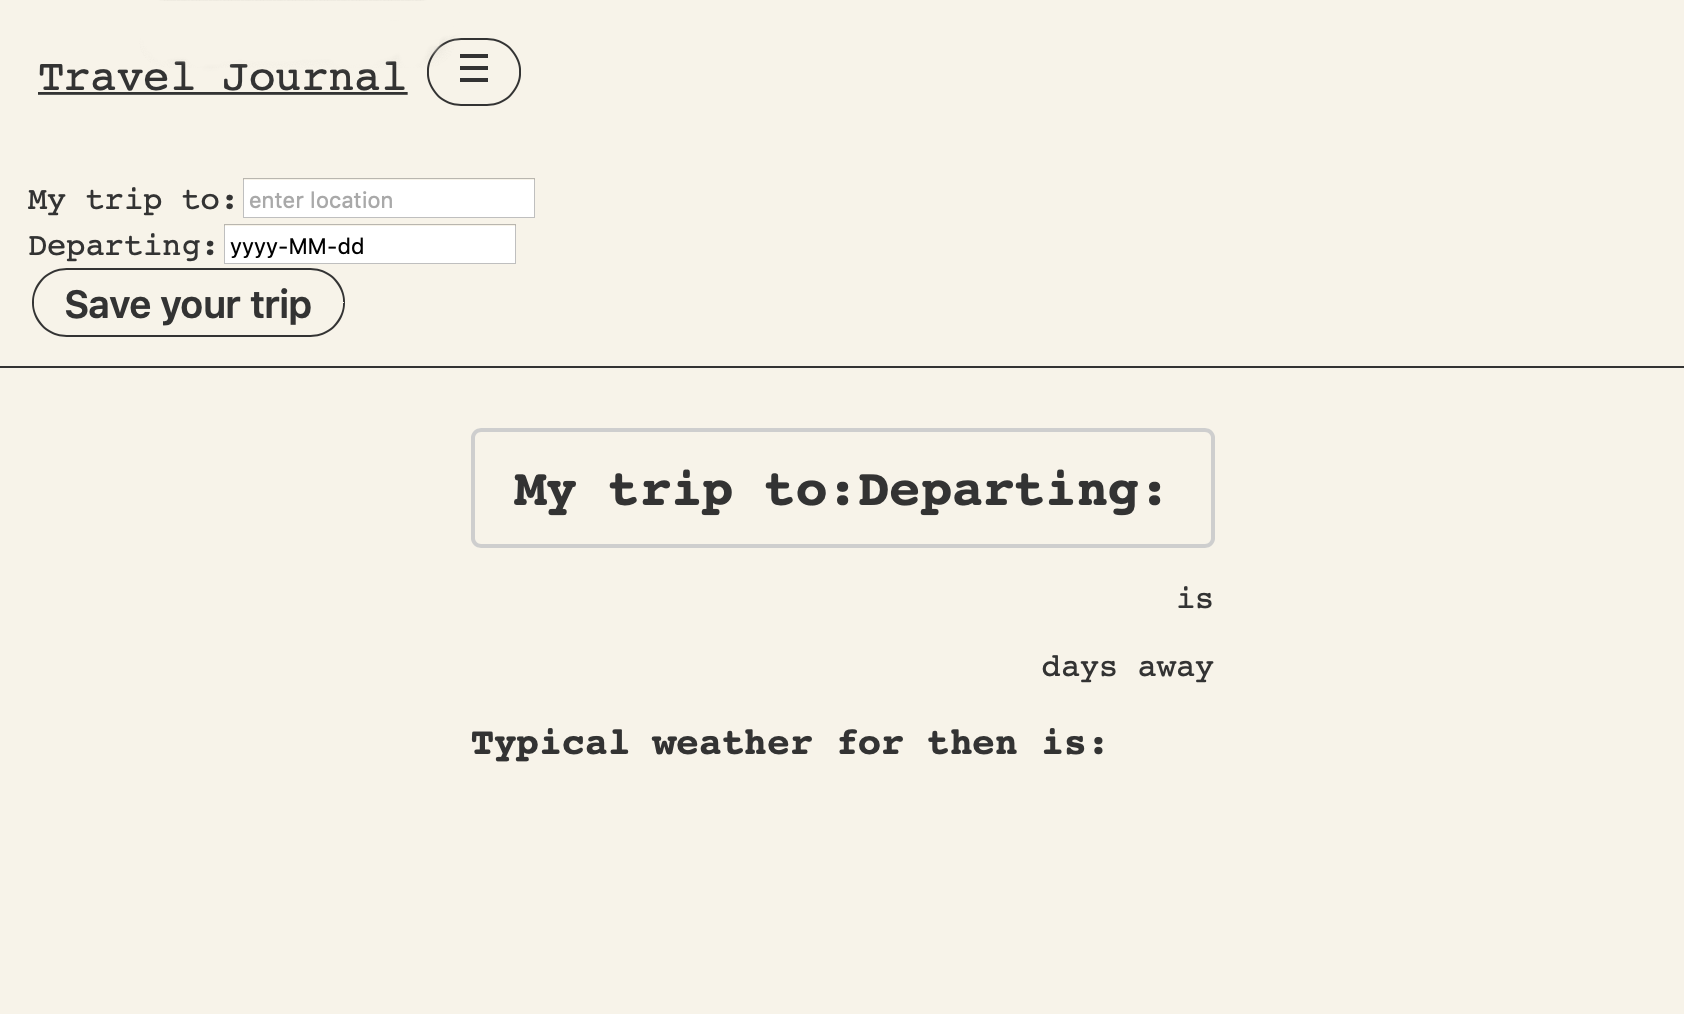 Travel Journal ☰
My trip to: enter location
Departing: yyyy-MM-dd
Save your trip
My trip to:Departing:
is
days away
Typical weather for then is: